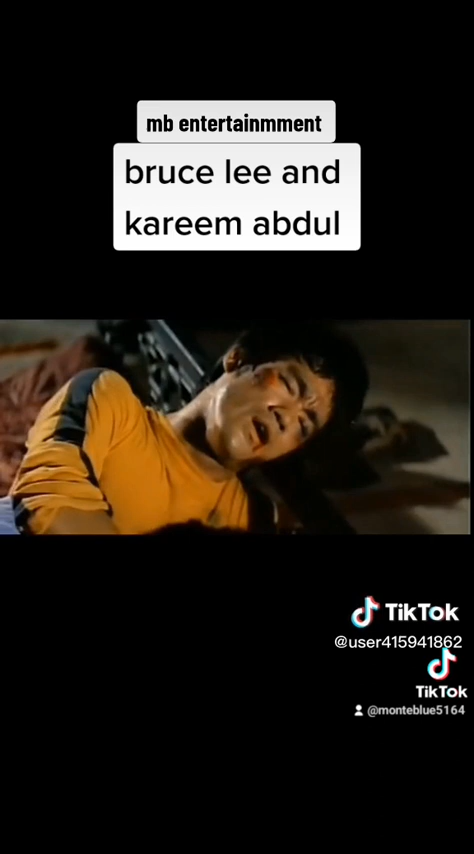 mb entertainmment
bruce lee and
kareem abdul
TikTok
@user415941862
TikTok
@monteblue5164